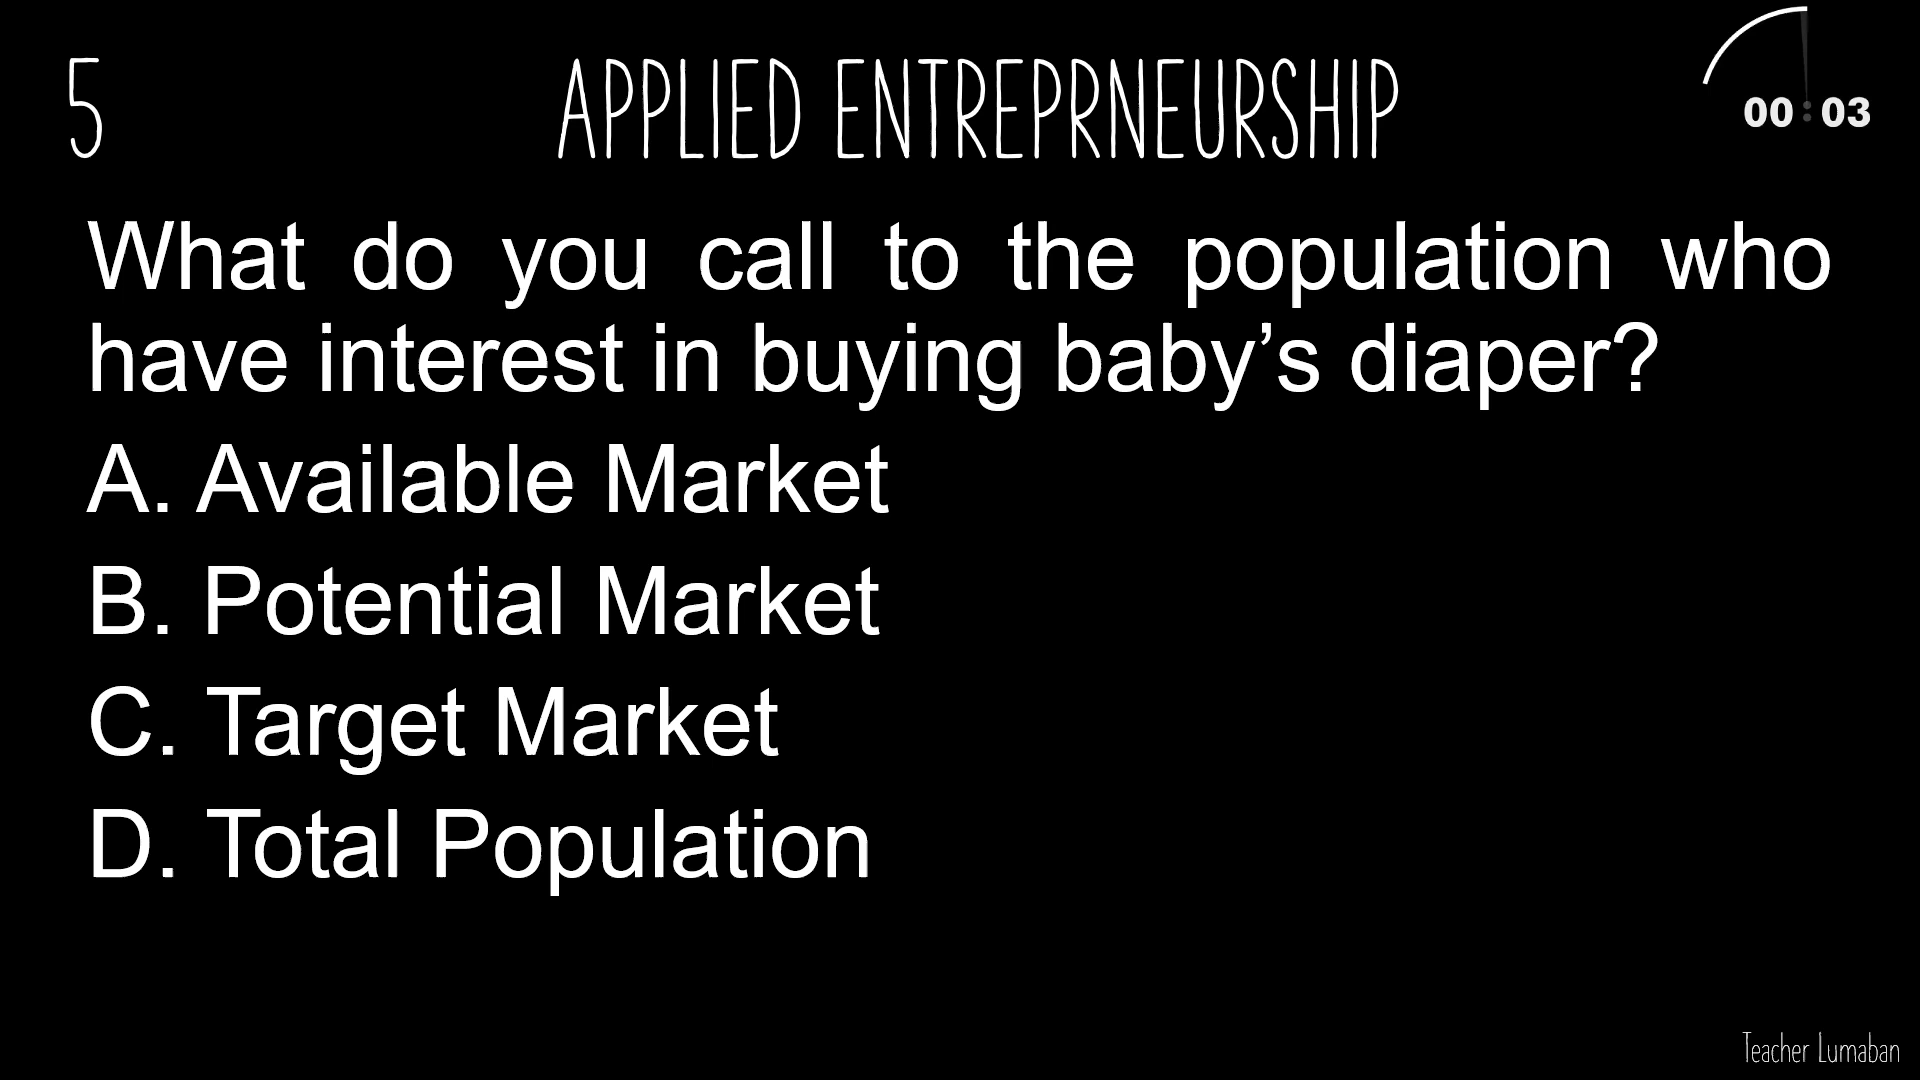 5
APPLIED ENTREPRNEURSHIP
00:03
What do you call to the population who
have interest in buying baby’s diaper?
A. Available Market
B. Potential Market
C. Target Market
D. Total Population
Teacher Lumaban